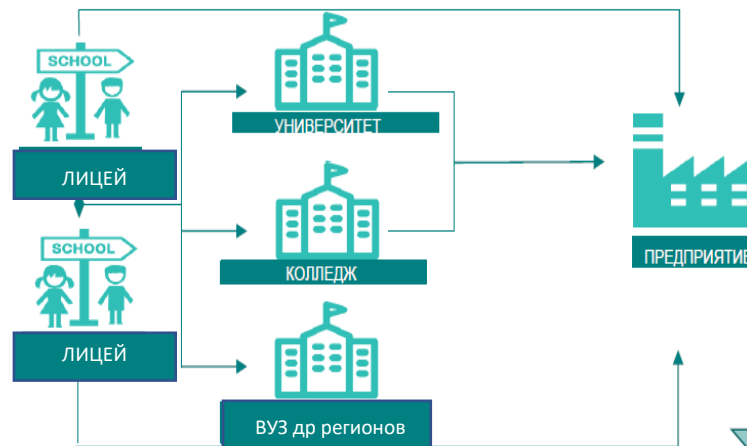 SCHOOL
ЛИЦЕЙ
УНИВЕРСИТЕТ
КОЛЛЕДЖ
SCHOOL
ЛИЦЕЙ
ВУЗ др регионов
ПРЕДПРИЯТИЕ